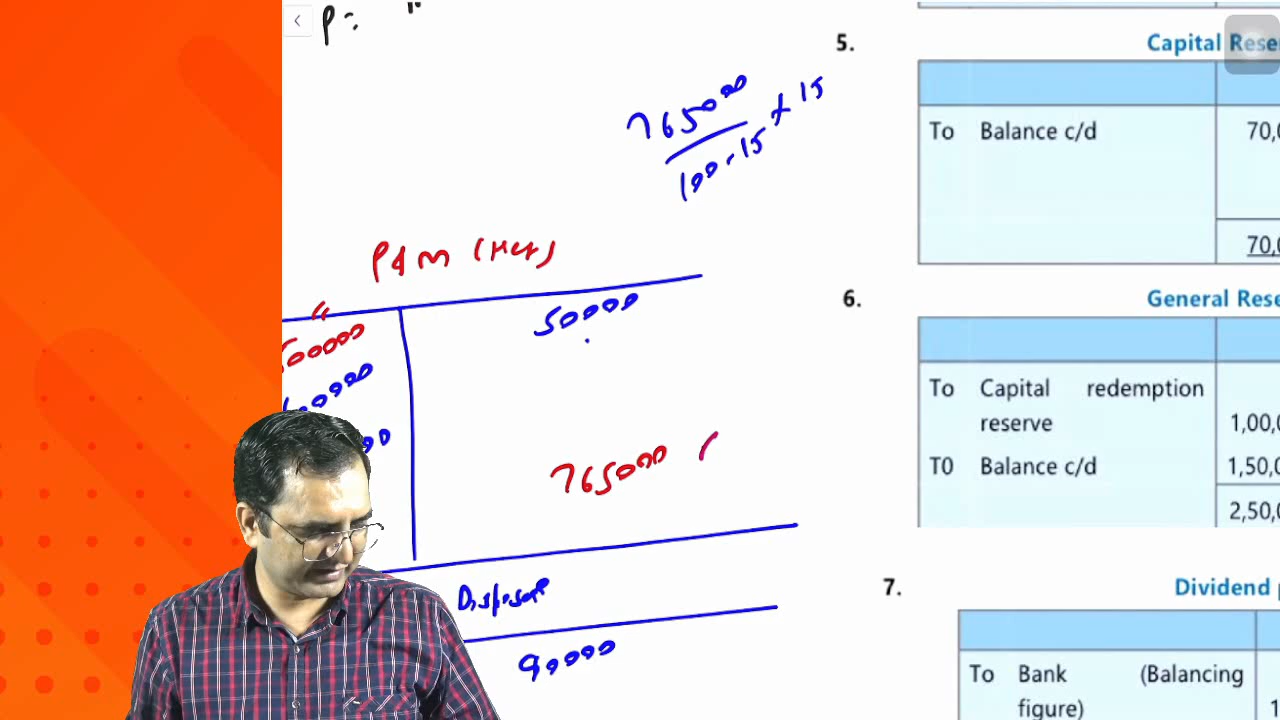 P=
765000
100-15 × 15
P & M (Net)
50000
765000 (
Disposal
90000
5.
Capital Rese
To Balance c/d 70,0
70,0
6.
General Rese
To Capital redemption
reserve 1,00,0
T0 Balance c/d 1,50,0
2,50,0
7.
Dividend p
To Bank (Balancing
figure) 1